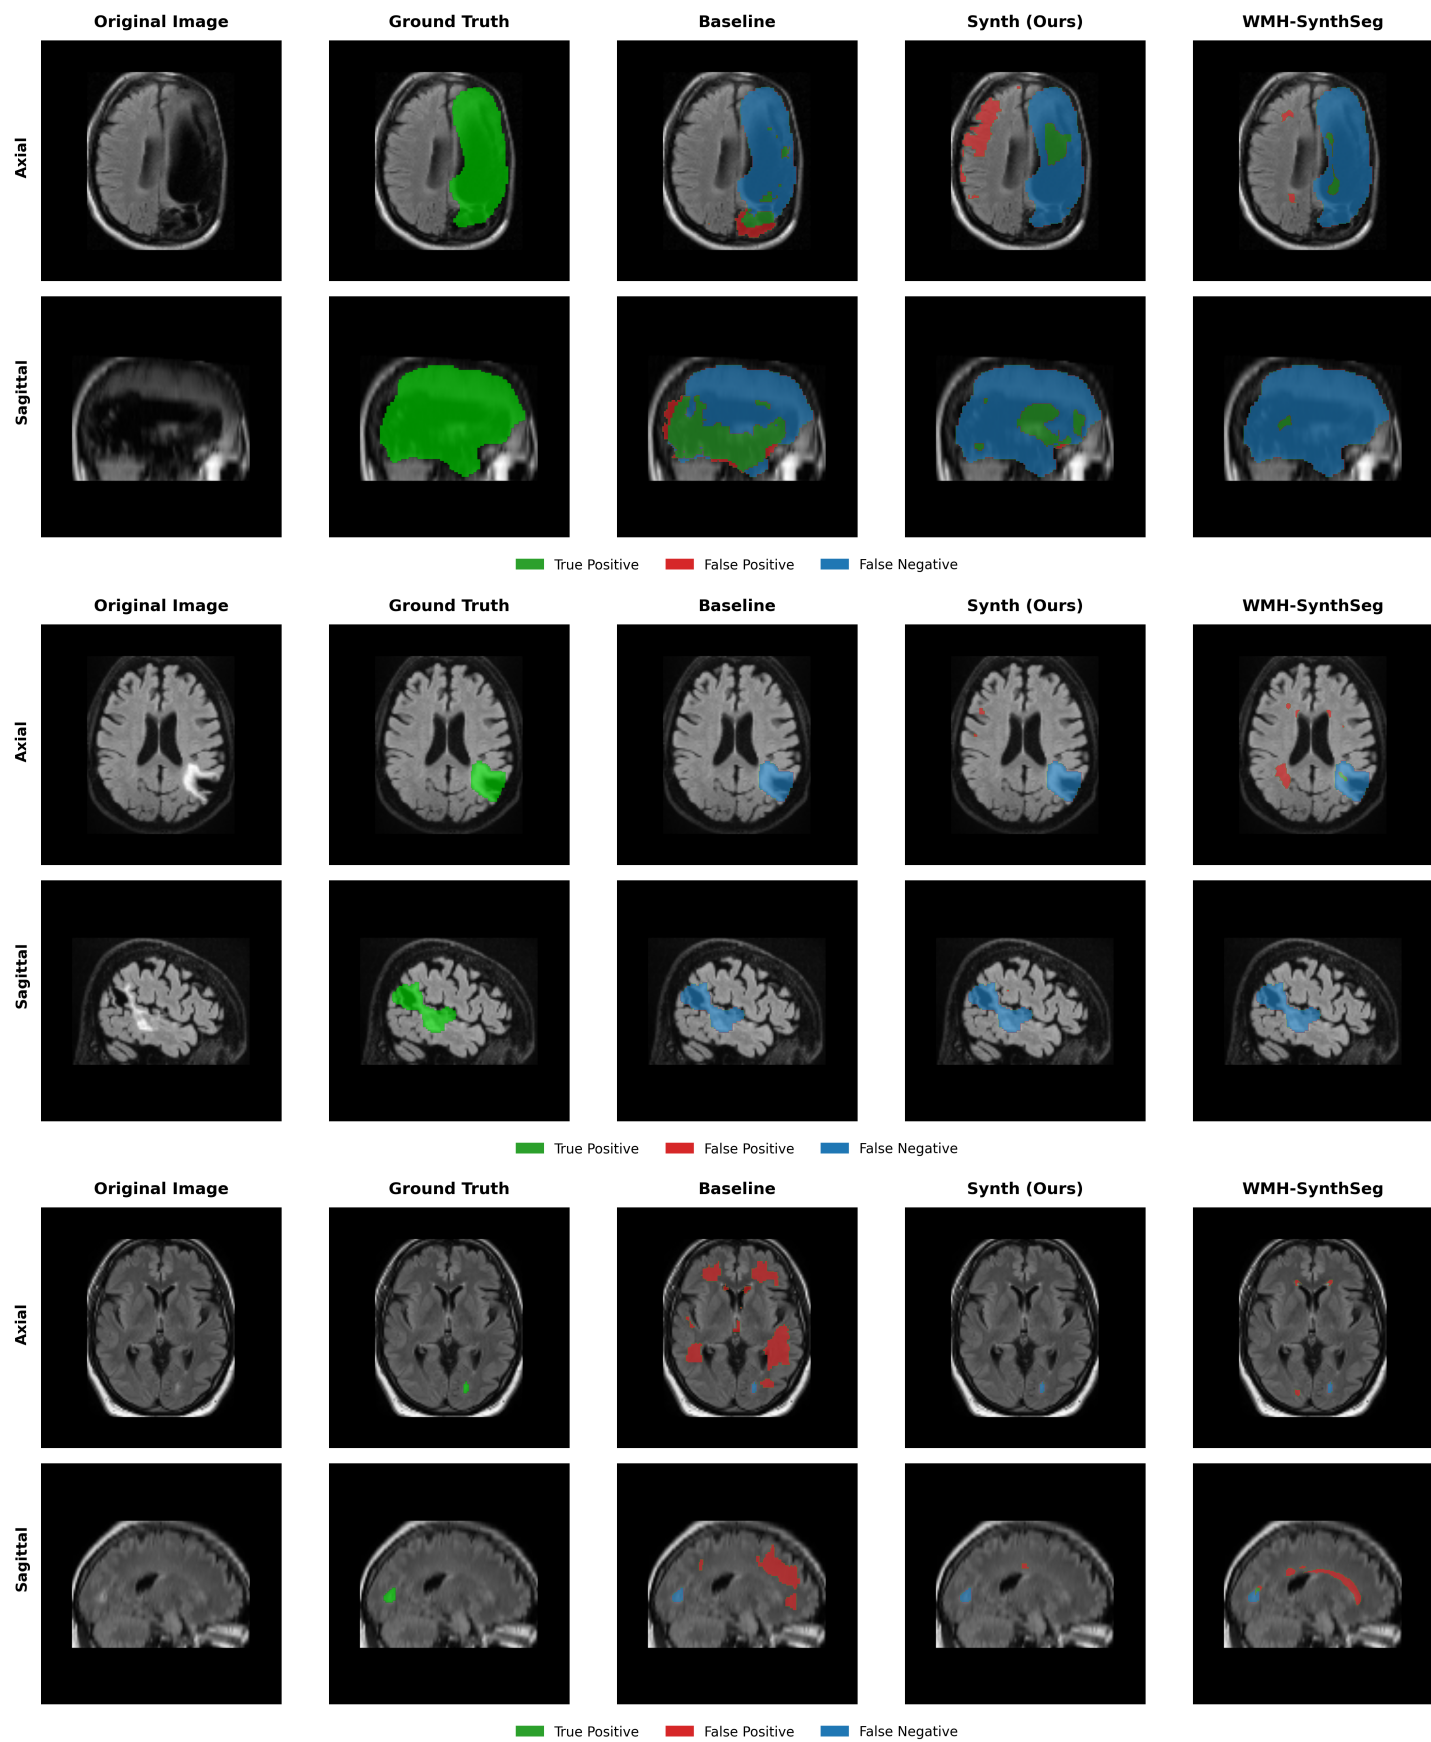 Original Image Ground Truth Baseline Synth (Ours) WMH-SynthSeg
Axial
Sagittal
True Positive False Positive False Negative
Original Image Ground Truth Baseline Synth (Ours) WMH-SynthSeg
Axial
Sagittal
True Positive False Positive False Negative
Original Image Ground Truth Baseline Synth (Ours) WMH-SynthSeg
Axial
Sagittal
True Positive False Positive False Negative